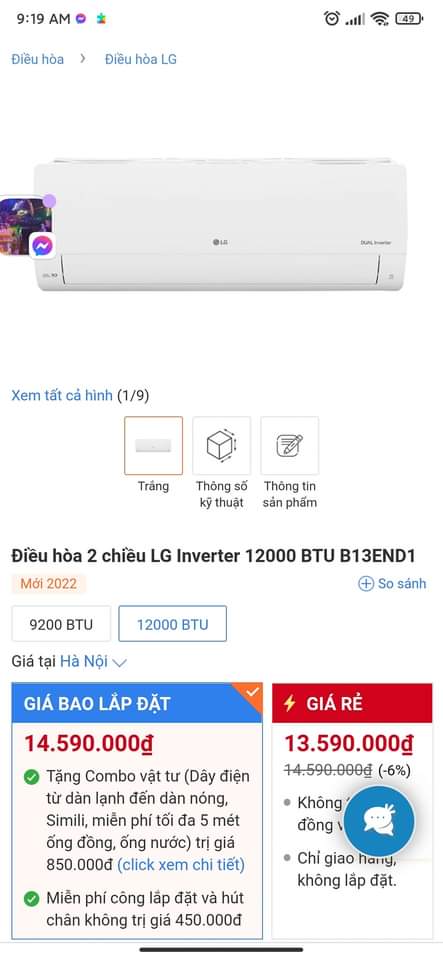 9:19 AM
49
Điều hòa > Điều hòa LG
LG
DUAL Inverter
Xem tất cả hình (1/9)
Trắng
Thông số
kỹ thuật
Thông tin
sản phẩm
Điều hòa 2 chiều LG Inverter 12000 BTU B13END1
Mới 2022
So sánh
9200 BTU
12000 BTU
Giá tại Hà Nội
GIÁ BAO LẮP ĐẶT
14.590.000₫
Tặng Combo vật tư (Dây điện
từ dàn lạnh đến dàn nóng,
Simili, miễn phí tối đa 5 mét
ống đồng, ống nước) trị giá
850.000đ (click xem chi tiết)
Miễn phí công lắp đặt và hút
chân không trị giá 450.000đ
GIÁ RẺ
13.590.000₫
14.590.000₫ (-6%)
Không
đồng
Chỉ giao hàng,
không lắp đặt.